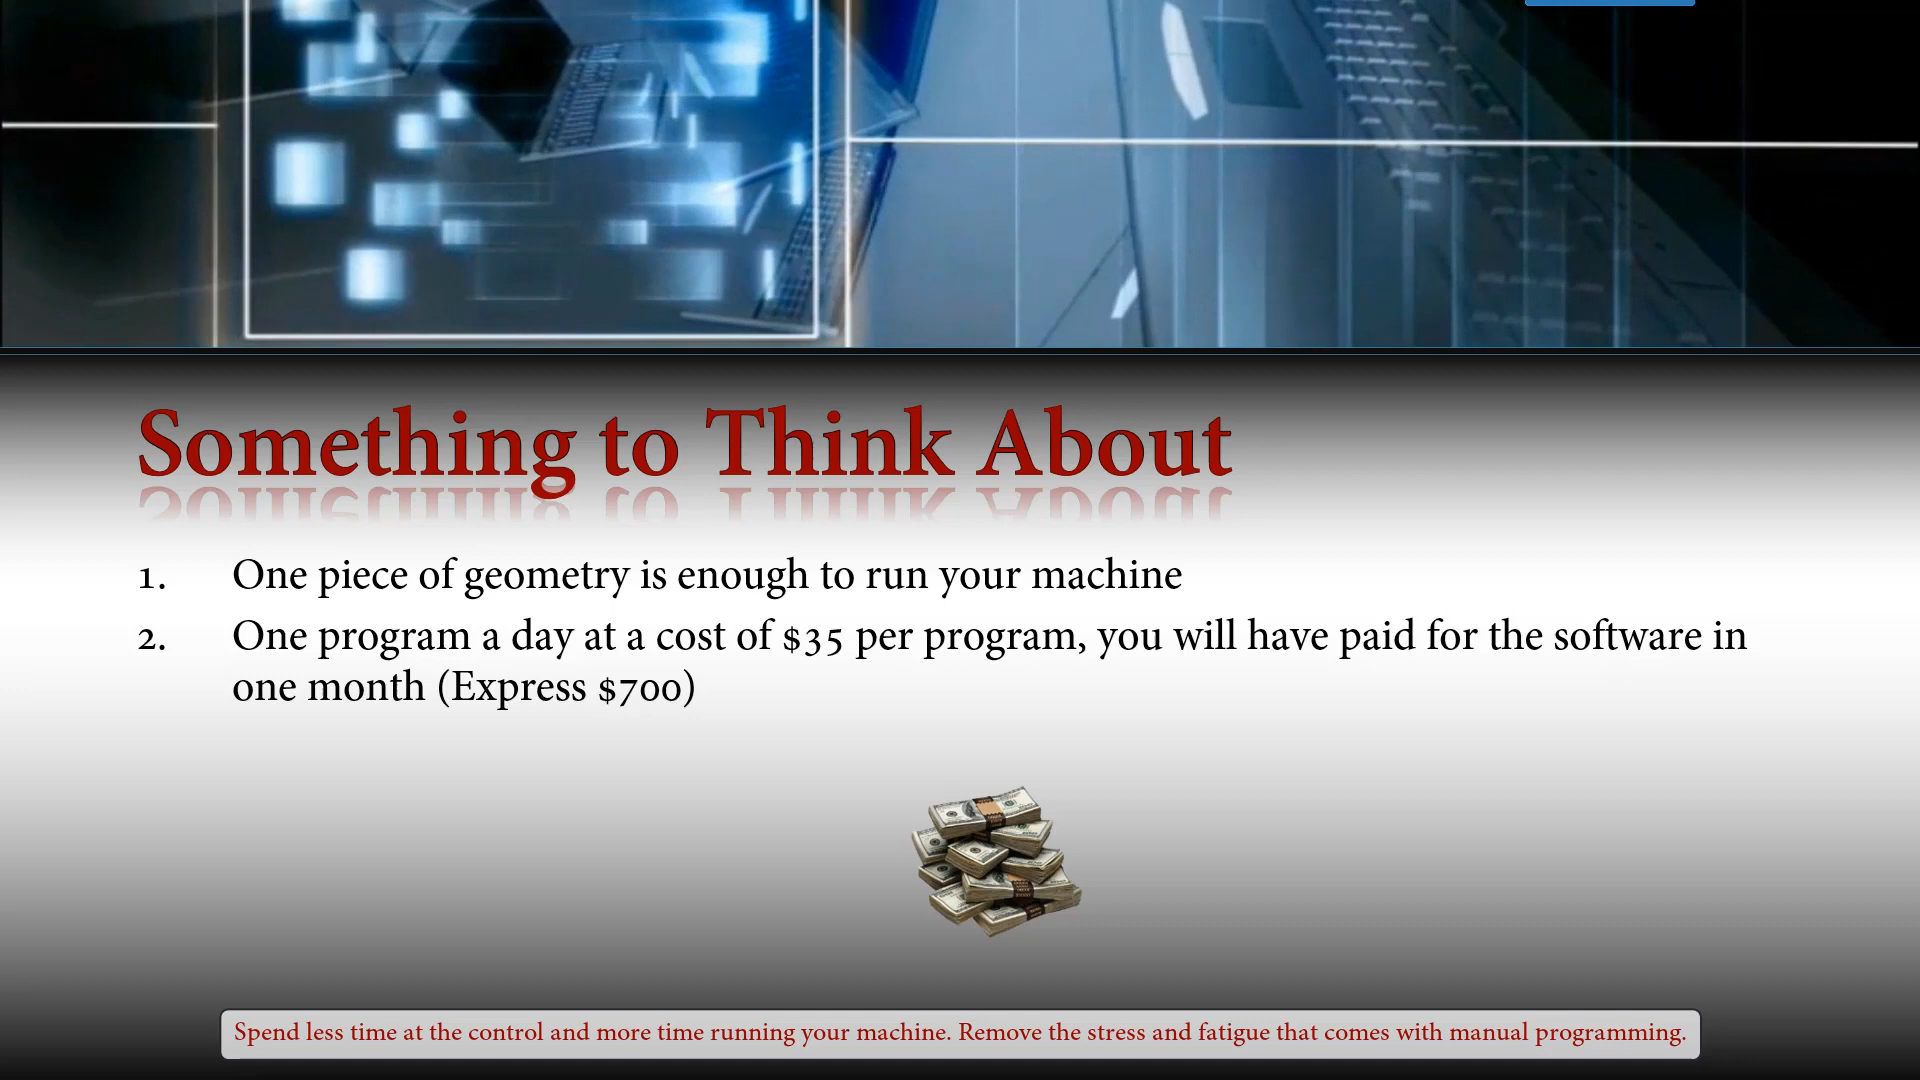 Something to Think About
1. One piece of geometry is enough to run your machine
2. One program a day at a cost of $35 per program, you will have paid for the software in
one month (Express $700)
Spend less time at the control and more time running your machine. Remove the stress and fatigue that comes with manual programming.